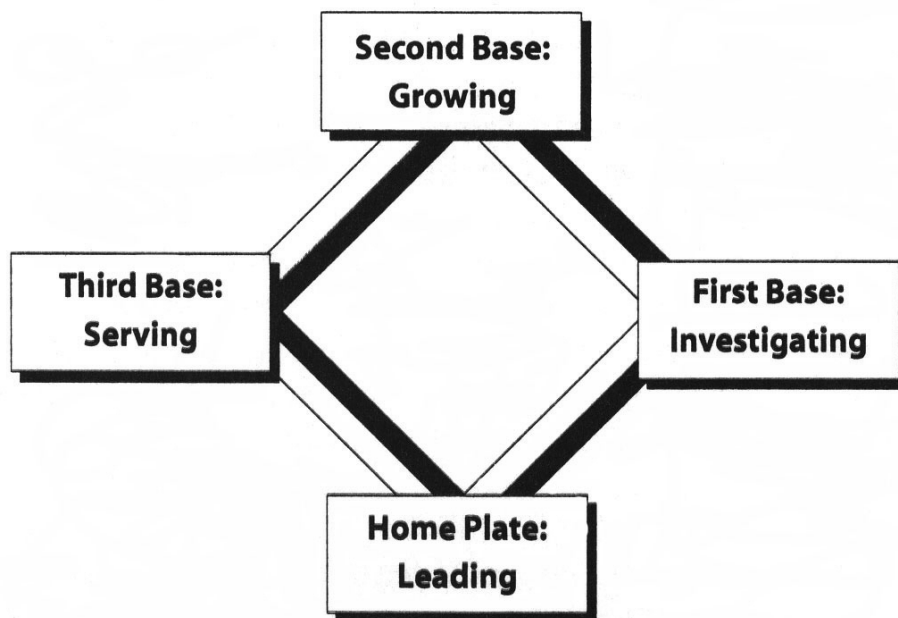 Second Base:
Growing
Third Base:
Serving
First Base:
Investigating
Home Plate:
Leading